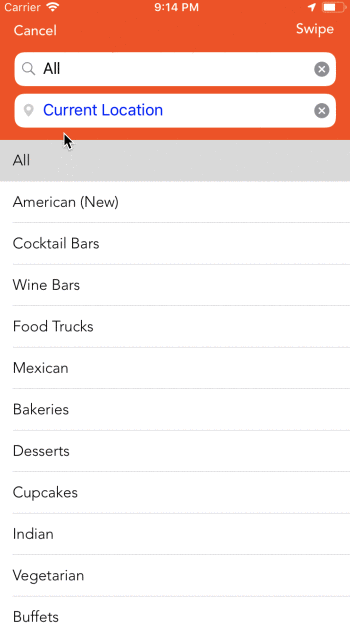 Carrier 9:14 PM
Cancel Swipe
All
Current Location
All
American (New)
Cocktail Bars
Wine Bars
Food Trucks
Mexican
Bakeries
Desserts
Cupcakes
Indian
Vegetarian
Buffets